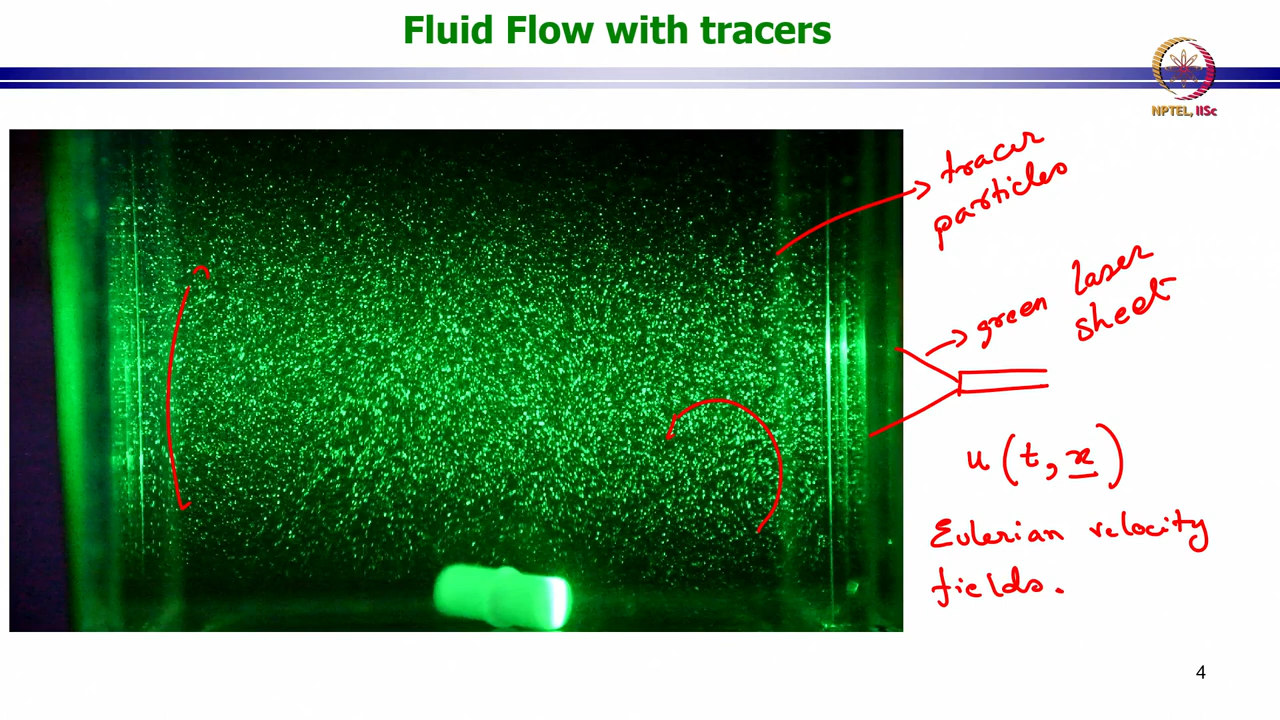 Fluid Flow with tracers
NPTEL, IISc
tracer
particles
green laser
sheet
u (t, x)
Eulerian velocity
fields.
4